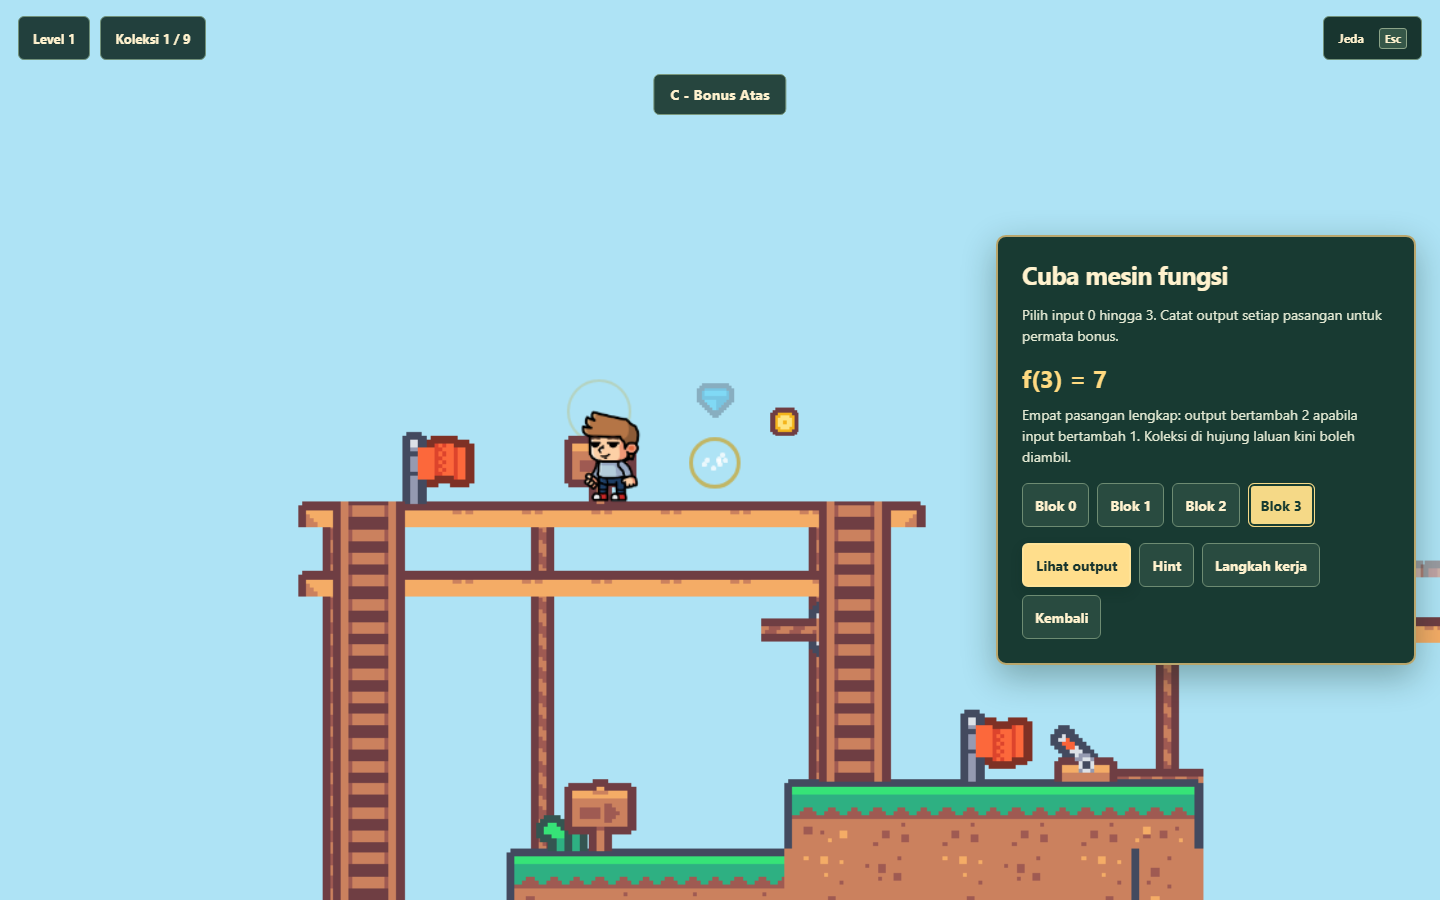 Level 1
Koleksi 1 / 9
Jeda Esc
C - Bonus Atas
Cuba mesin fungsi
Pilih input 0 hingga 3. Catat output setiap pasangan untuk
permata bonus.
f(3) = 7
Empat pasangan lengkap: output bertambah 2 apabila
input bertambah 1. Koleksi di hujung laluan kini boleh
diambil.
Blok 0
Blok 1
Blok 2
Blok 3
Lihat output
Hint
Langkah kerja
Kembali